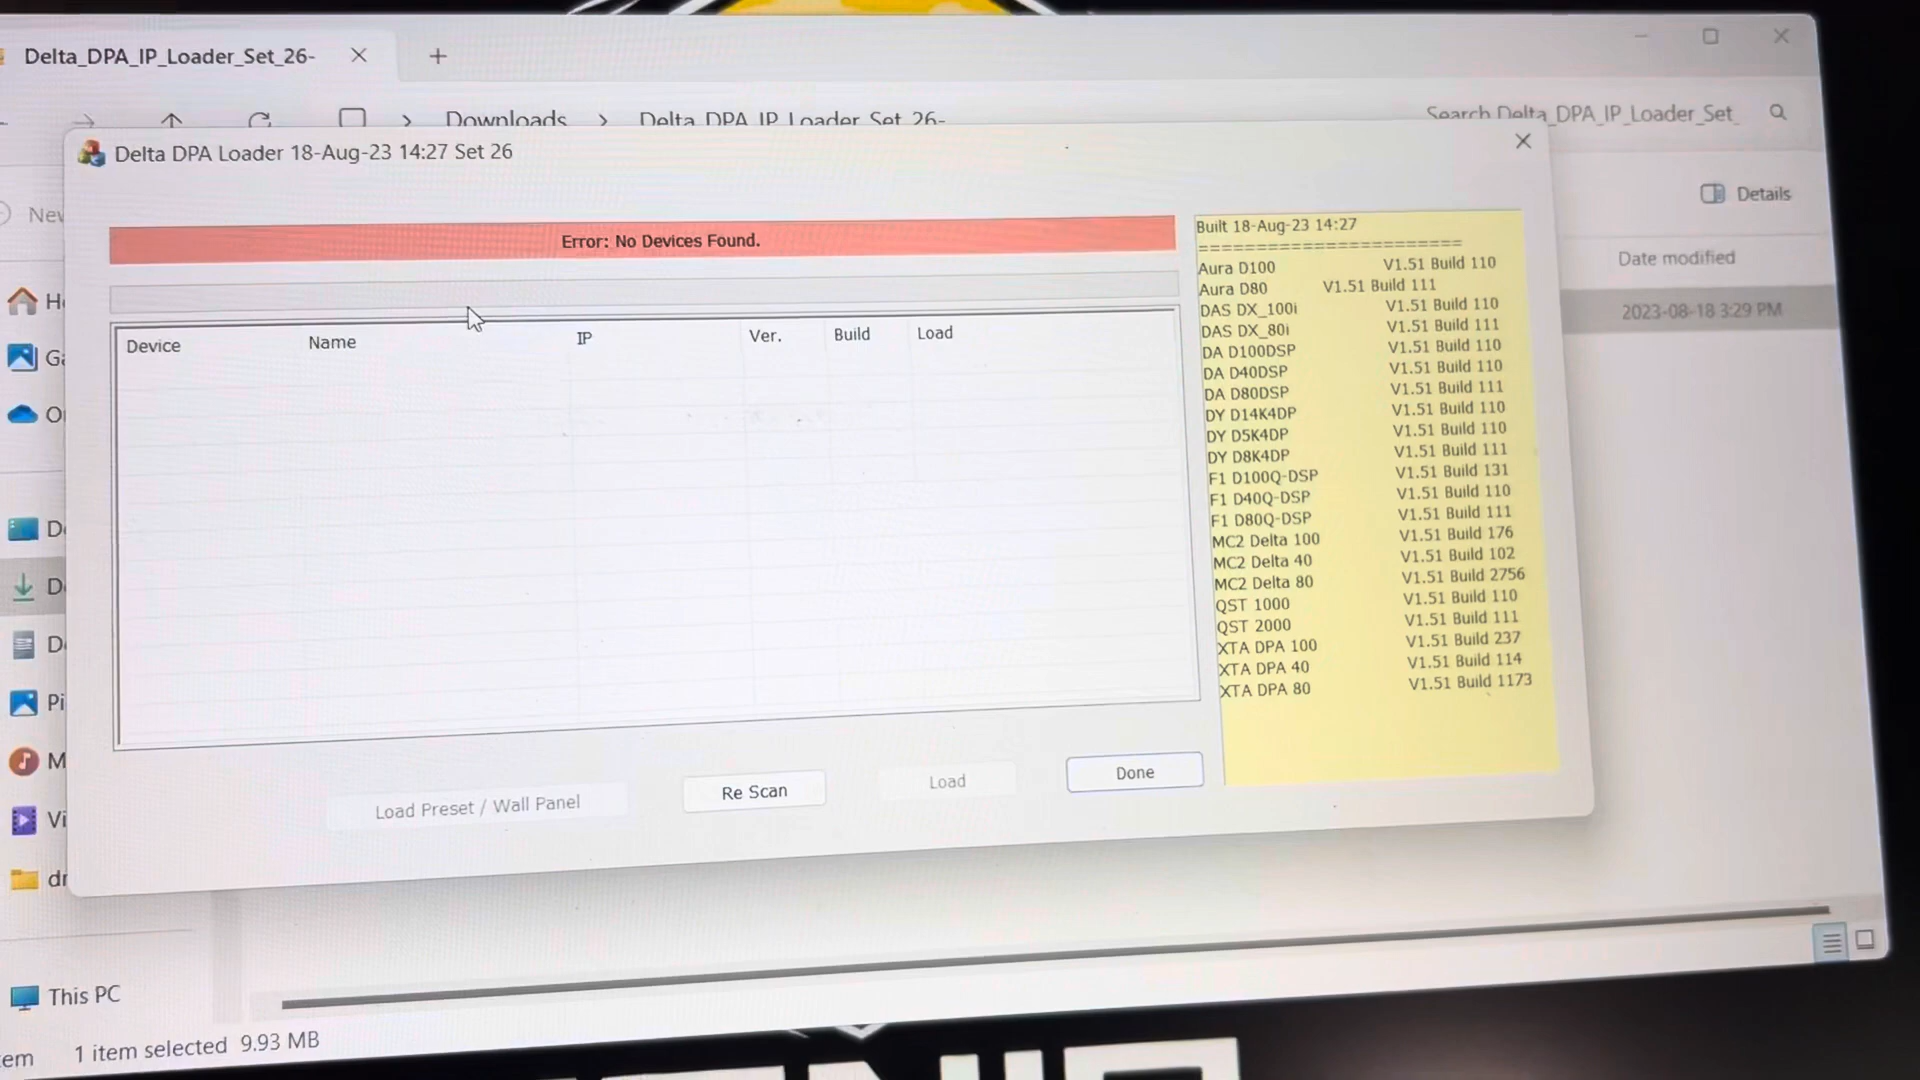 Delta_DPA_IP_Loader_Set_26-
Downloads
Delta_DPA_IP_Loader_Set_26-
Search Delta_DPA_IP_Loader_Set_
Delta DPA Loader 18-Aug-23 14:27 Set 26
Details
Error: No Devices Found.
Date modified
2023-08-18 3:29 PM
Device Name IP Ver. Build Load
Built 18-Aug-23 14:27
=======================
Aura D100 V1.51 Build 110
Aura D80 V1.51 Build 111
DAS DX_100i V1.51 Build 110
DAS DX_80i V1.51 Build 111
DA D100DSP V1.51 Build 110
DA D40DSP V1.51 Build 110
DA D80DSP V1.51 Build 111
DY D14K4DP V1.51 Build 110
DY D5K4DP V1.51 Build 110
DY D8K4DP V1.51 Build 111
F1 D100Q-DSP V1.51 Build 131
F1 D40Q-DSP V1.51 Build 110
F1 D80Q-DSP V1.51 Build 111
MC2 Delta 100 V1.51 Build 176
MC2 Delta 40 V1.51 Build 102
MC2 Delta 80 V1.51 Build 2756
QST 1000 V1.51 Build 110
QST 2000 V1.51 Build 111
XTA DPA 100 V1.51 Build 237
XTA DPA 40 V1.51 Build 114
XTA DPA 80 V1.51 Build 1173
Load Preset / Wall Panel
Re Scan
Load
Done
This PC
1 item selected 9.93 MB